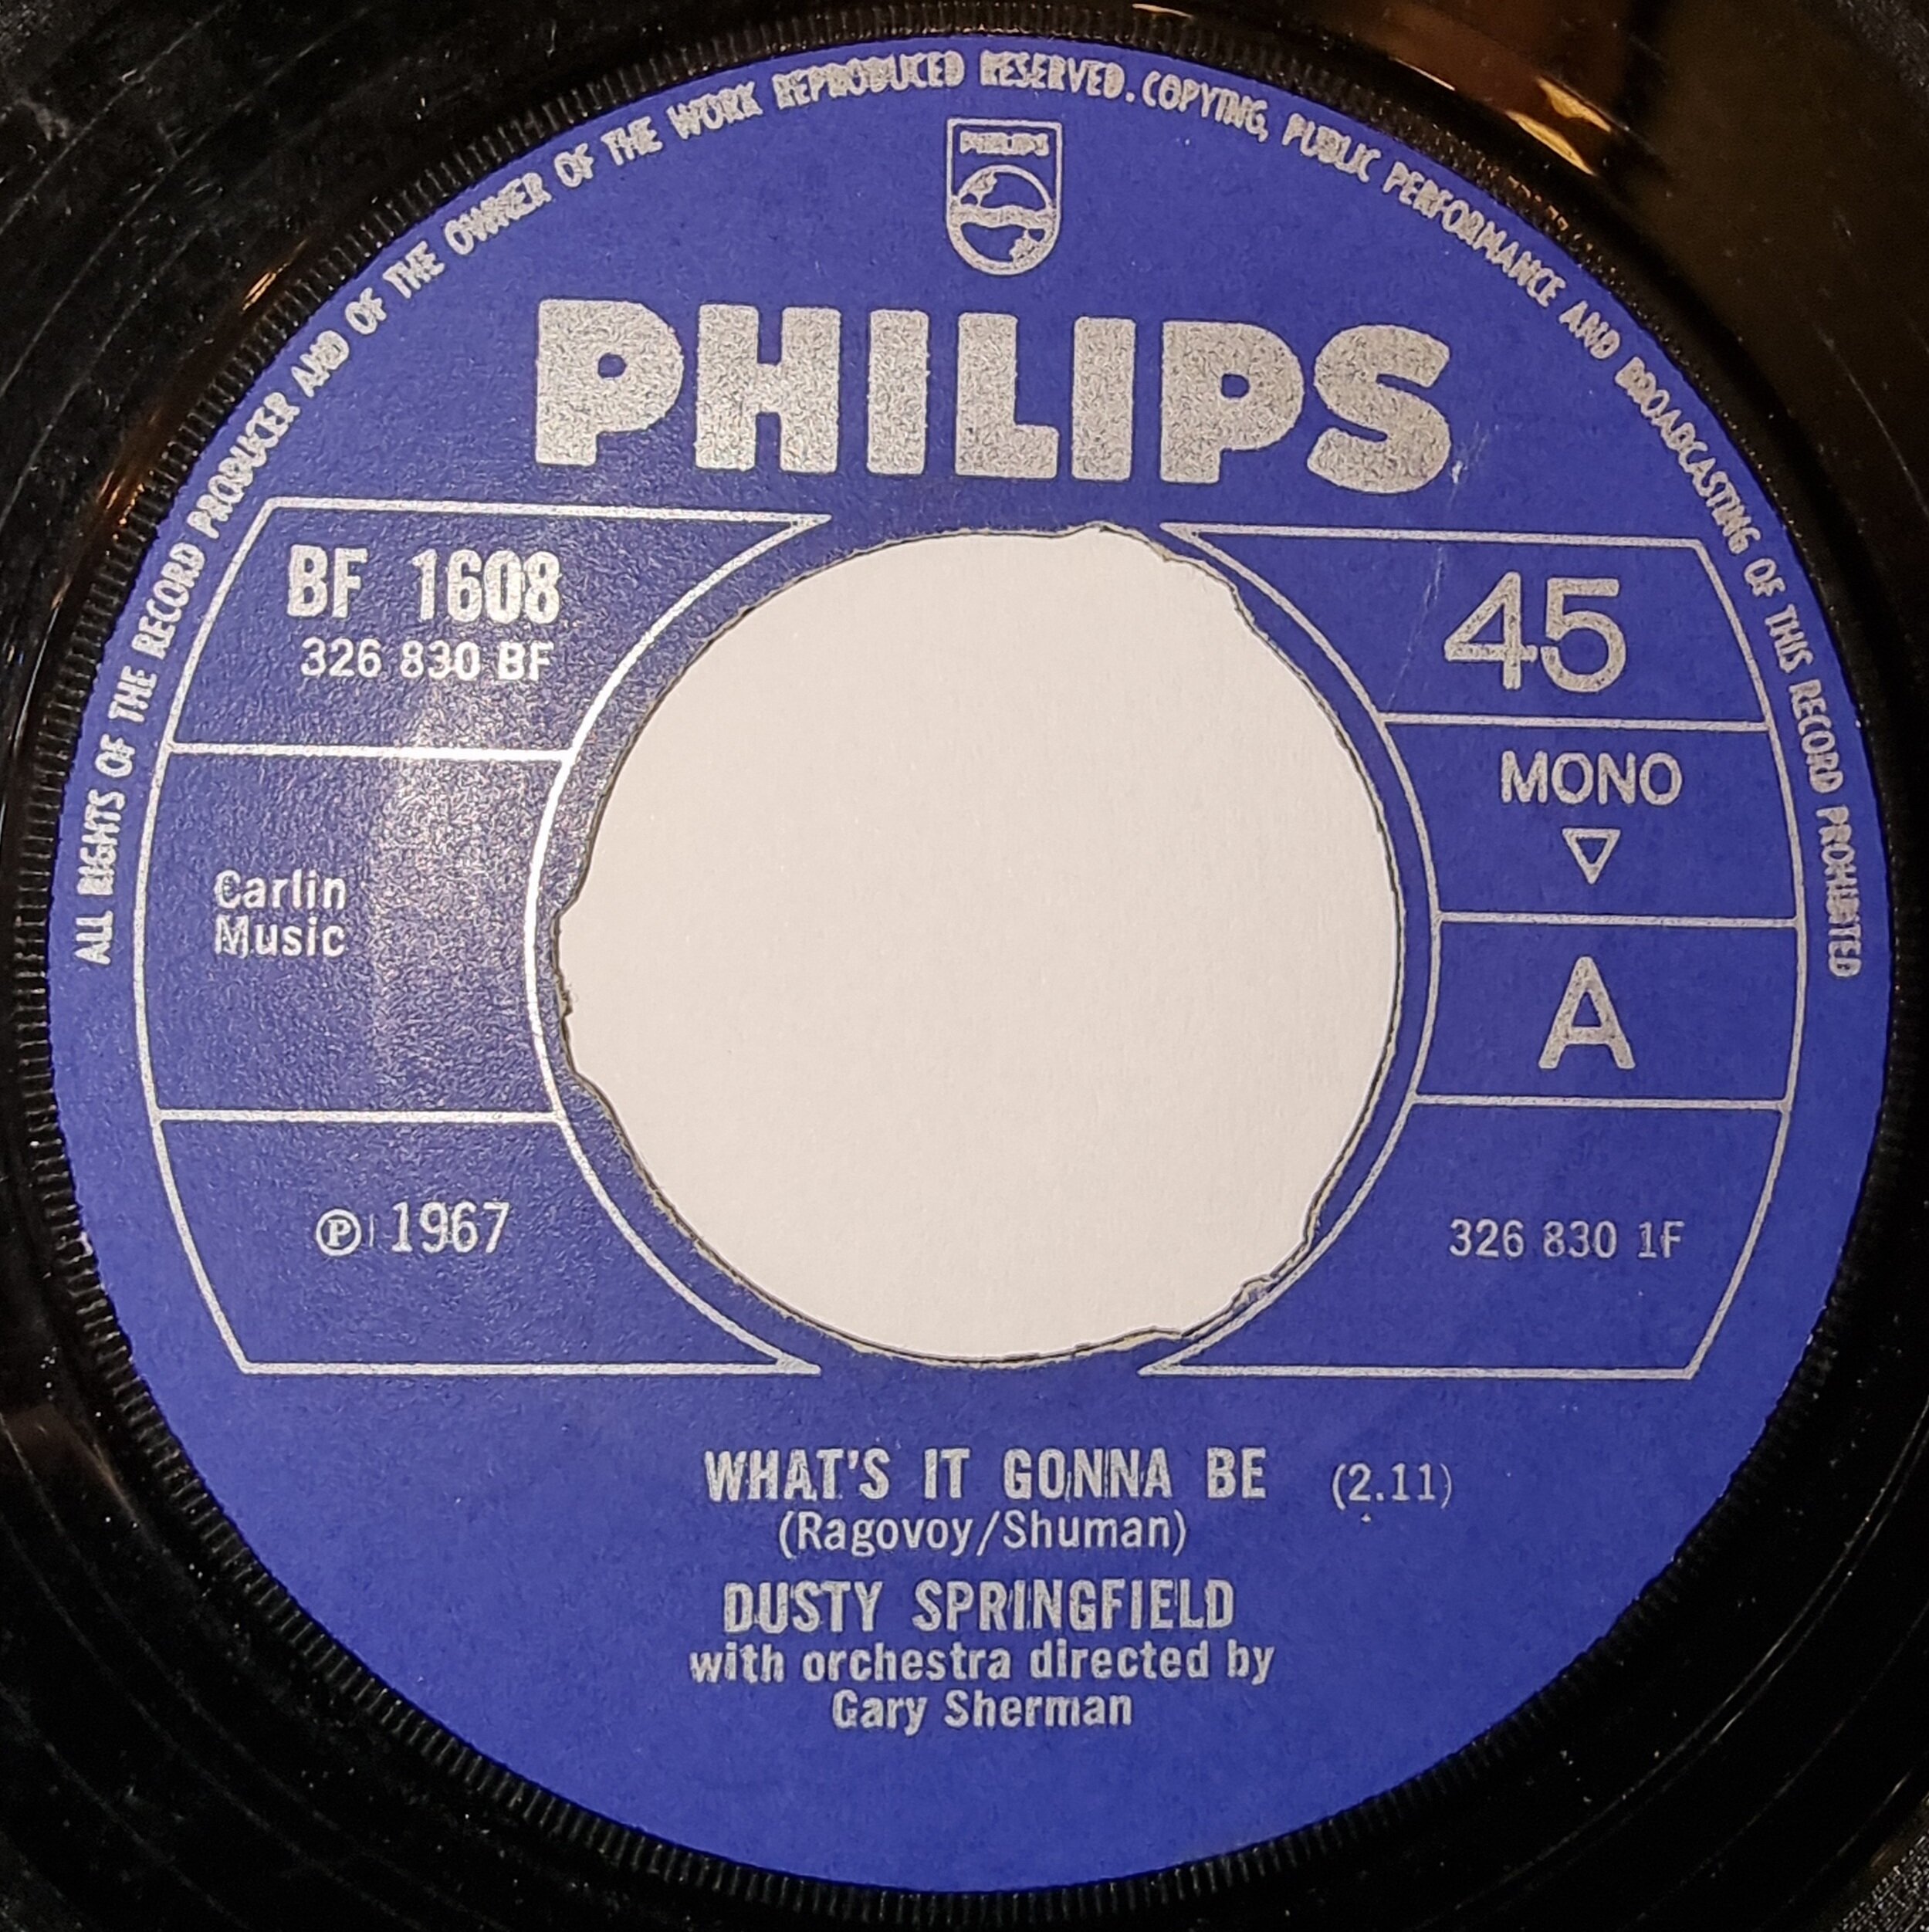 ALL RIGHTS OF THE RECORD PRODUCER AND OF THE OWNER OF THE WORK REPRODUCED RESERVED. COPYING, PUBLIC PERFORMANCE AND BROADCASTING OF THIS RECORD PROHIBITED
PHILIPS
PHILIPS
BF 1608
326 830 BF
Carlin
Music
℗ 1967
45
MONO
A
326 830 1F
WHAT'S IT GONNA BE (2.11)
(Ragovoy/Shuman)
DUSTY SPRINGFIELD
with orchestra directed by
Gary Sherman